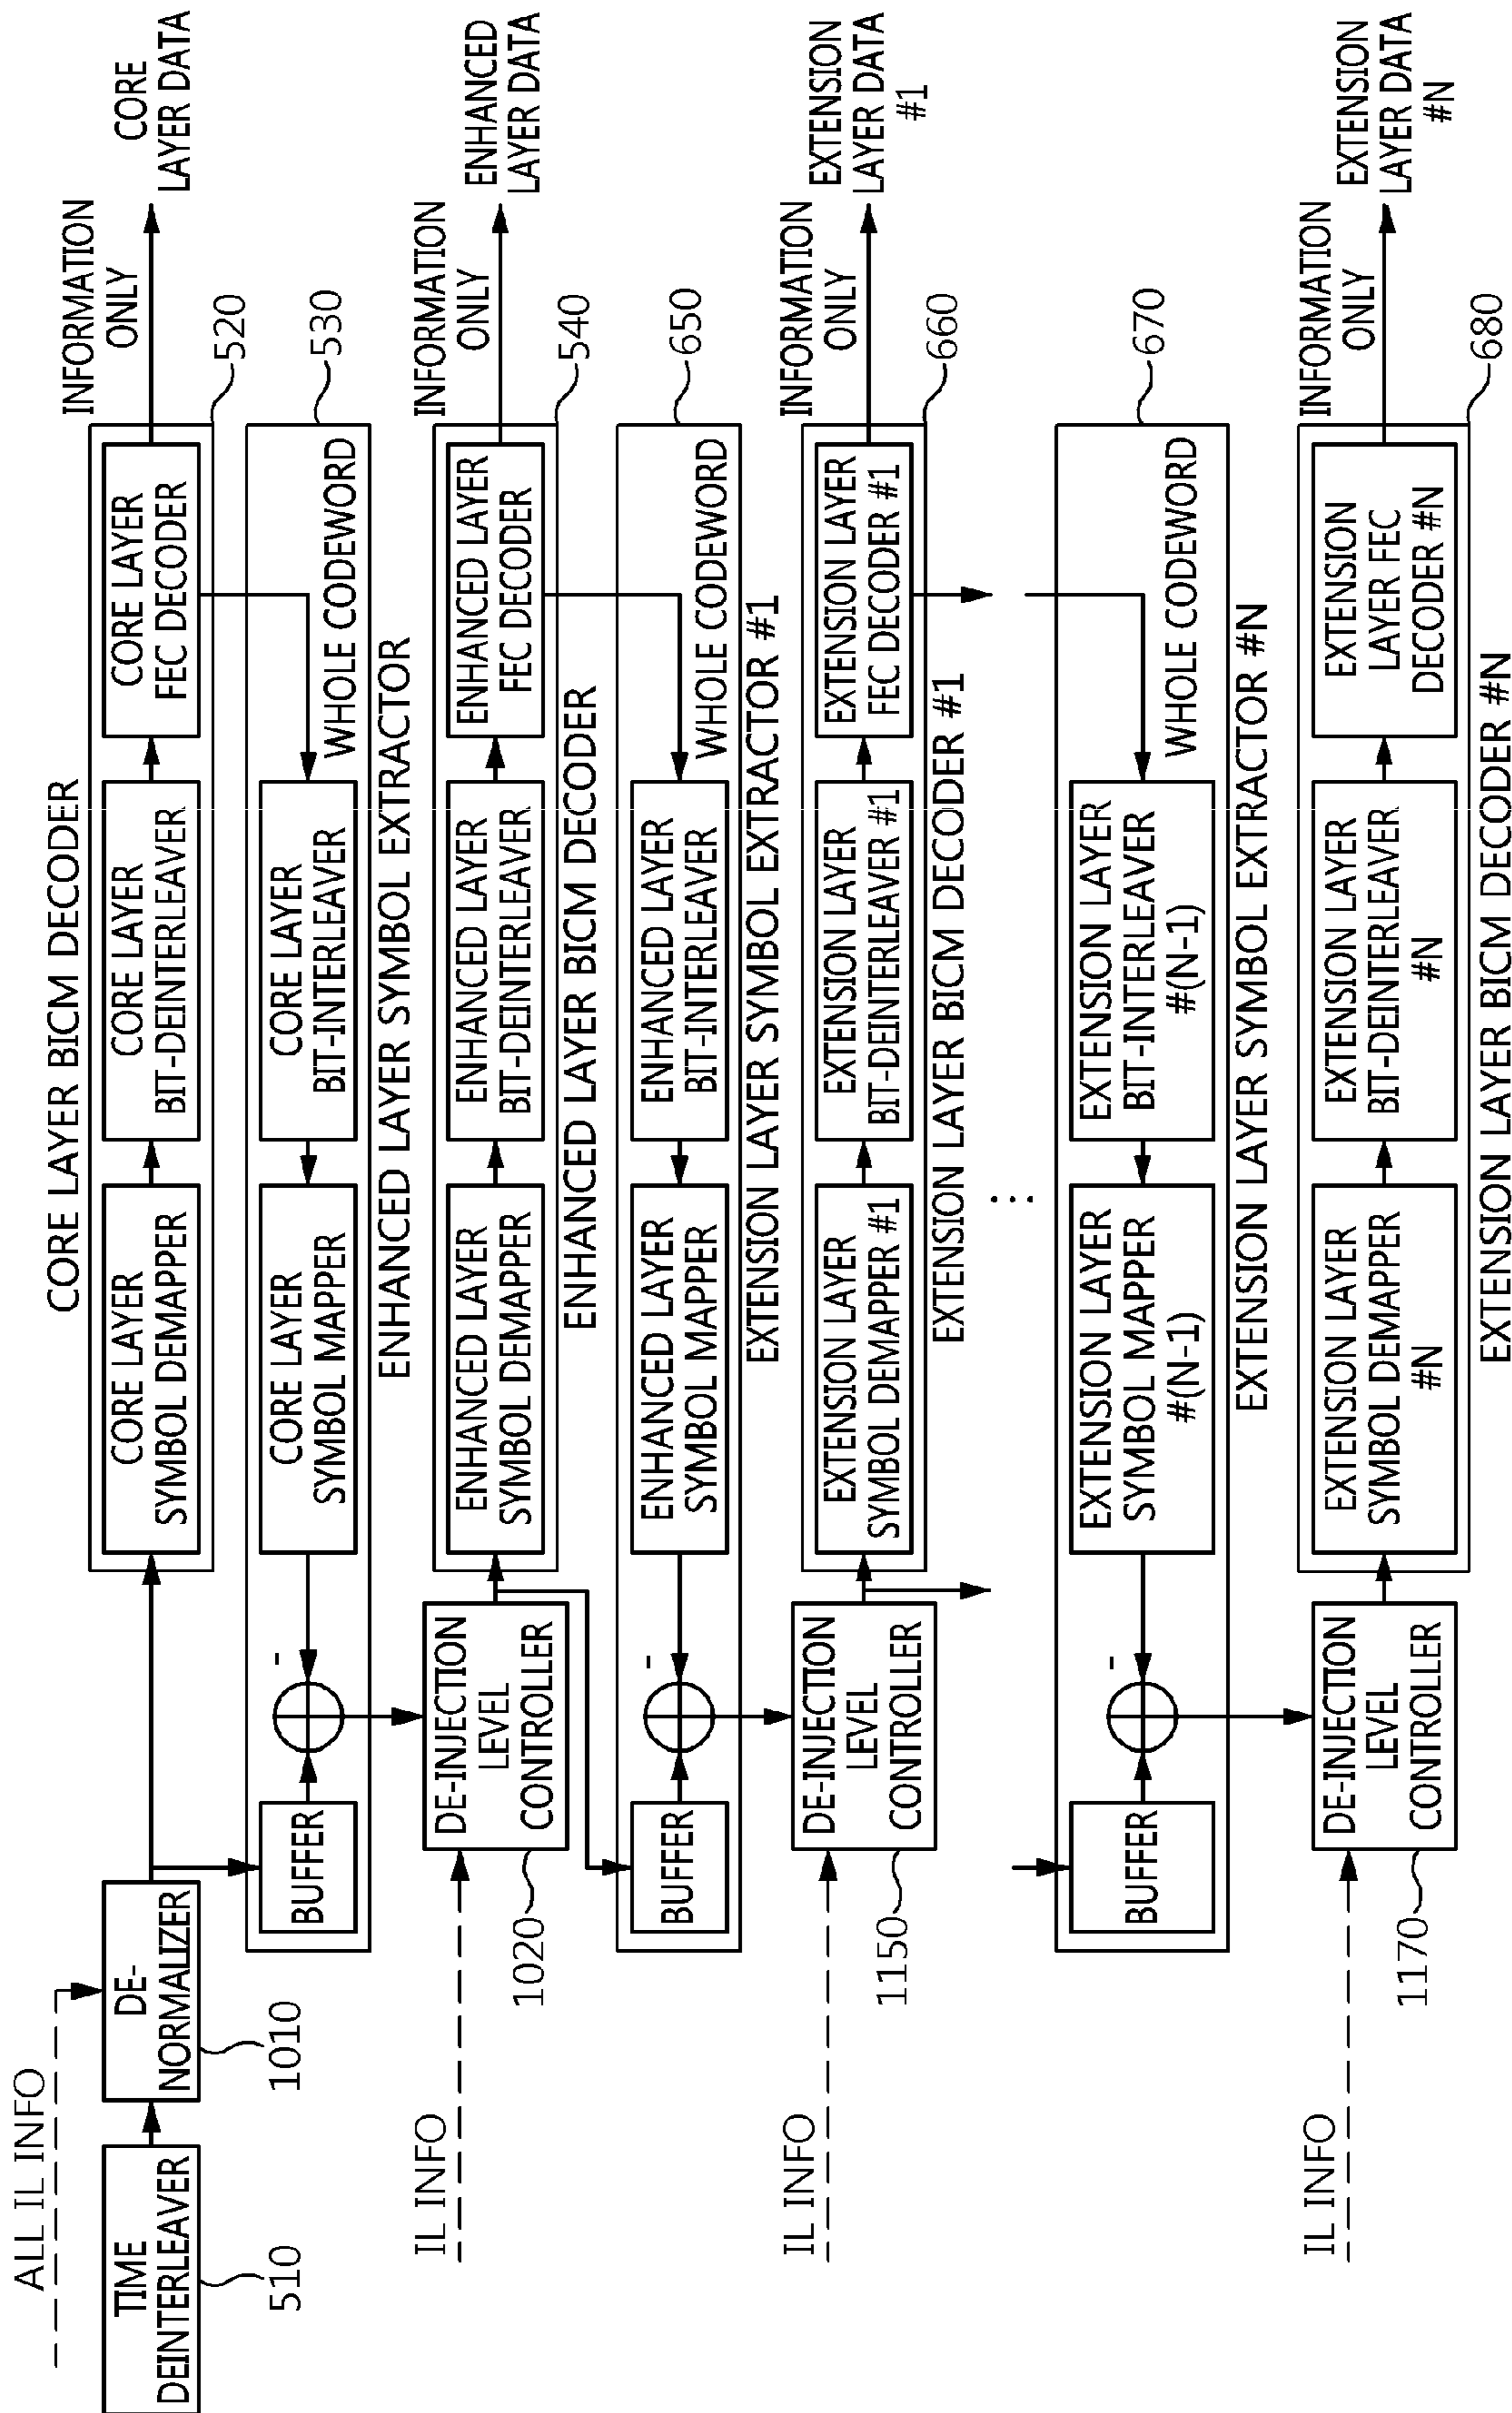 ALL IL INFO
TIME
DEINTERLEAVER
510
DE-
NORMALIZER
1010
CORE LAYER BICM DECODER
CORE LAYER
SYMBOL DEMAPPER
CORE LAYER
BIT-DEINTERLEAVER
CORE LAYER
FEC DECODER
INFORMATION
ONLY
CORE
LAYER DATA
520
BUFFER
-
CORE LAYER
SYMBOL MAPPER
CORE LAYER
BIT-INTERLEAVER
WHOLE CODEWORD
530
ENHANCED LAYER SYMBOL EXTRACTOR
IL INFO
DE-INJECTION
LEVEL
CONTROLLER
1020
ENHANCED LAYER
SYMBOL DEMAPPER
ENHANCED LAYER
BIT-DEINTERLEAVER
ENHANCED LAYER
FEC DECODER
INFORMATION
ONLY
ENHANCED
LAYER DATA
540
ENHANCED LAYER BICM DECODER
BUFFER
-
ENHANCED LAYER
SYMBOL MAPPER
ENHANCED LAYER
BIT-INTERLEAVER
WHOLE CODEWORD
650
EXTENSION LAYER SYMBOL EXTRACTOR #1
IL INFO
DE-INJECTION
LEVEL
CONTROLLER
1150
EXTENSION LAYER
SYMBOL DEMAPPER #1
EXTENSION LAYER
BIT-DEINTERLEAVER #1
EXTENSION LAYER
FEC DECODER #1
INFORMATION
ONLY
EXTENSION
LAYER DATA
#1
660
EXTENSION LAYER BICM DECODER #1
...
BUFFER
-
EXTENSION LAYER
SYMBOL MAPPER
#(N-1)
EXTENSION LAYER
BIT-INTERLEAVER
#(N-1)
WHOLE CODEWORD
670
EXTENSION LAYER SYMBOL EXTRACTOR #N
IL INFO
DE-INJECTION
LEVEL
CONTROLLER
1170
EXTENSION LAYER
SYMBOL DEMAPPER
#N
EXTENSION LAYER
BIT-DEINTERLEAVER
#N
EXTENSION
LAYER FEC
DECODER #N
INFORMATION
ONLY
EXTENSION
LAYER DATA
#N
680
EXTENSION LAYER BICM DECODER #N